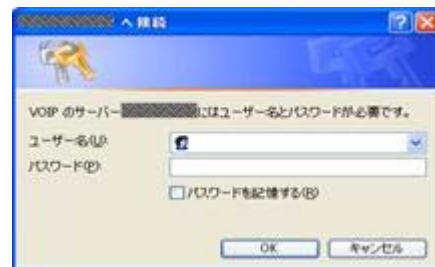 へ接続
VOIP のサーバー にはユーザー名とパスワードが必要です。
ユーザー名(U):
パスワード(P):
パスワードを記憶する(R)
OK キャンセル